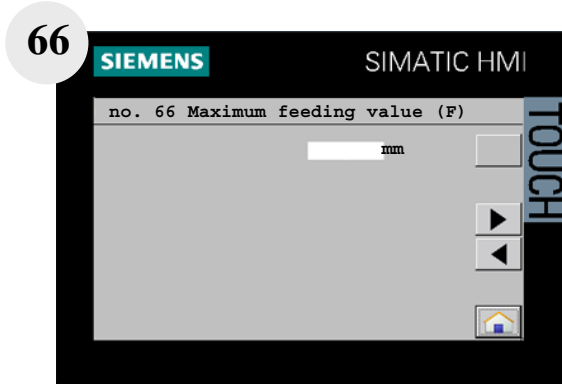 66
SIEMENS
SIMATIC HMI
TOUCH
no. 66 Maximum feeding value (F)
mm